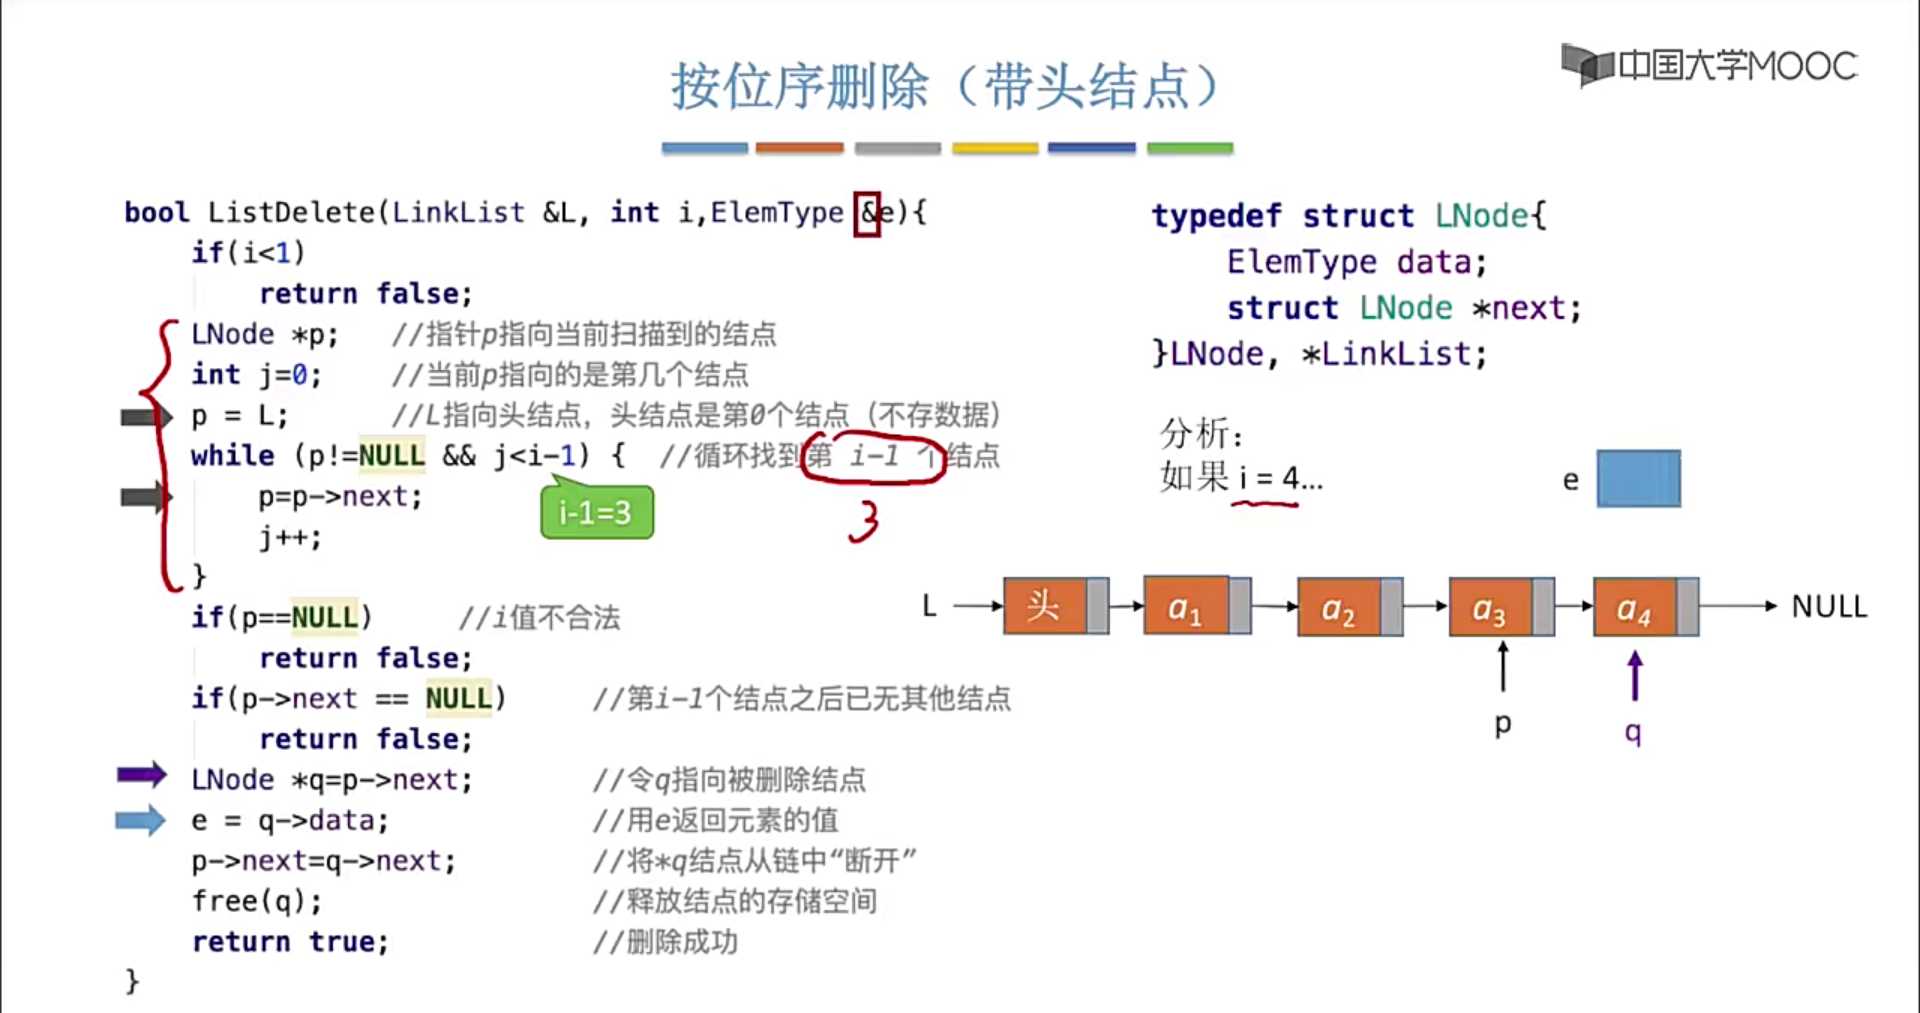 按位序删除（带头结点）
中国大学MOOC
bool ListDelete(LinkList &L, int i,ElemType &e){
if(i<1)
return false;
LNode *p; //指针p指向当前扫描到的结点
int j=0; //当前p指向的是第几个结点
p = L; //L指向头结点，头结点是第0个结点（不存数据）
while (p!=NULL && j<i-1) { //循环找到第 i-1 个结点
p=p->next;
i-1=3
3
j++;
}
if(p==NULL) //i值不合法
return false;
if(p->next == NULL) //第i-1个结点之后已无其他结点
return false;
LNode *q=p->next; //令q指向被删除结点
e = q->data; //用e返回元素的值
p->next=q->next; //将*q结点从链中“断开”
free(q); //释放结点的存储空间
return true; //删除成功
}
typedef struct LNode{
ElemType data;
struct LNode *next;
}LNode, *LinkList;
分析：
如果 i = 4...
e
L 头 a1 a2 a3 a4 NULL
p q